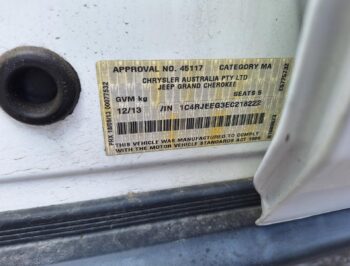 APPROVAL NO. 45117 CATEGORY MA
CHRYSLER AUSTRALIA PTY LTD
JEEP GRAND CHEROKEE
GVM kg SEATS 5
12/13 /IN 1C4RJEEG3EC218222
THIS VEHICLE WAS MANUFACTURED TO COMPLY
WITH THE MOTOR VEHICLE STANDARDS ACT 1989